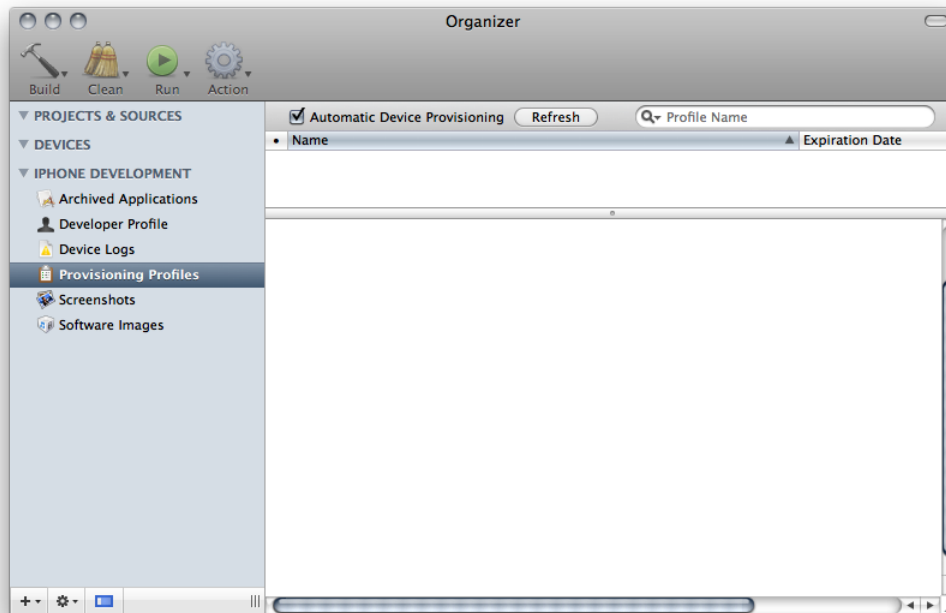 Organizer
Build Clean Run Action
PROJECTS & SOURCES
DEVICES
IPHONE DEVELOPMENT
Archived Applications
Developer Profile
Device Logs
Provisioning Profiles
Screenshots
Software Images
Automatic Device Provisioning Refresh Profile Name
• Name Expiration Date